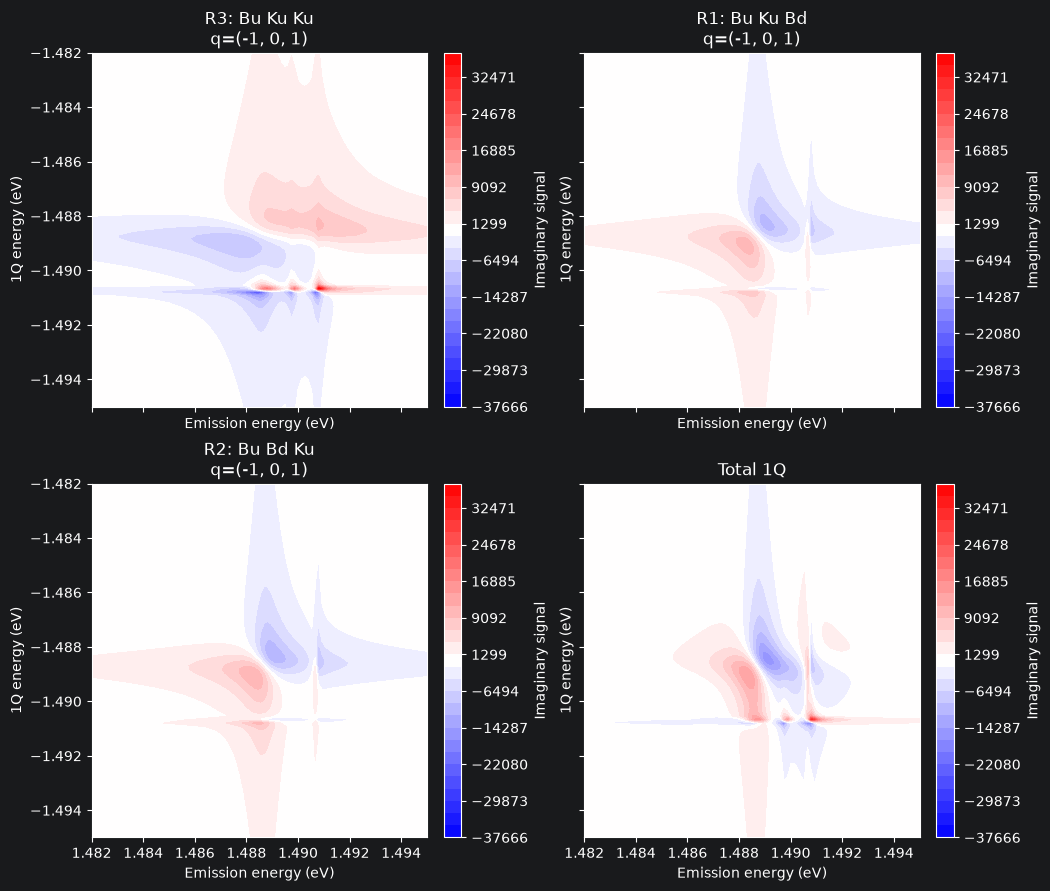 R3: Bu Ku Ku
q=(-1, 0, 1)
−1.482
−1.484
−1.486
−1.488
−1.490
−1.492
−1.494
1Q energy (eV)
Emission energy (eV)
32471
24678
16885
9092
1299
−6494
−14287
−22080
−29873
−37666
Imaginary signal
R1: Bu Ku Bd
q=(-1, 0, 1)
1Q energy (eV)
Emission energy (eV)
32471
24678
16885
9092
1299
−6494
−14287
−22080
−29873
−37666
Imaginary signal
R2: Bu Bd Ku
q=(-1, 0, 1)
−1.482
−1.484
−1.486
−1.488
−1.490
−1.492
−1.494
1Q energy (eV)
1.482 1.484 1.486 1.488 1.490 1.492 1.494
Emission energy (eV)
32471
24678
16885
9092
1299
−6494
−14287
−22080
−29873
−37666
Imaginary signal
Total 1Q
1Q energy (eV)
1.482 1.484 1.486 1.488 1.490 1.492 1.494
Emission energy (eV)
32471
24678
16885
9092
1299
−6494
−14287
−22080
−29873
−37666
Imaginary signal